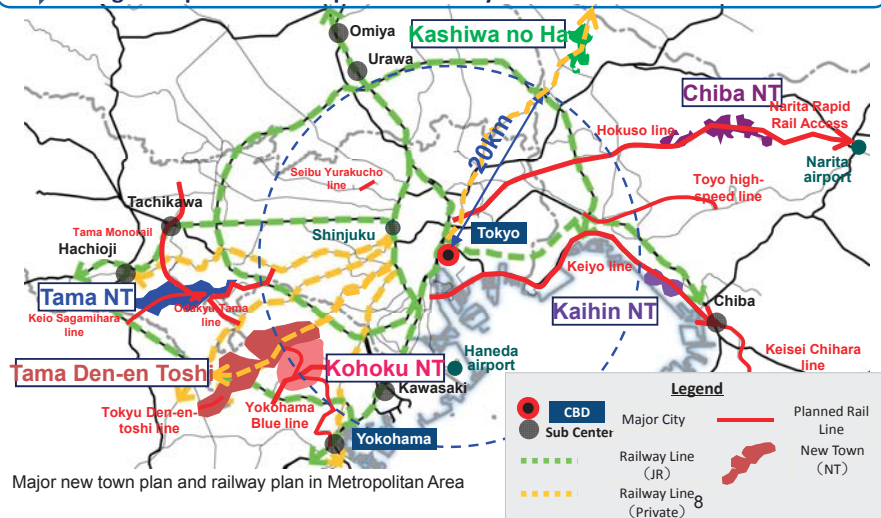 Omiya
Kashiwa no Ha
Urawa
Chiba NT
Narita Rapid
Rail Access
Hokuso line
20km
Narita
airport
Seibu Yurakucho
line
Toyo high-
speed line
Tachikawa
Tama Monorail
Shinjuku
Tokyo
Hachioji
Keiyo line
Tama NT
Kaihin NT
Chiba
Keio Sagamihara
line
Odakyu Tama
line
Haneda
airport
Keisei Chihara
line
Tama Den-en Toshi
Kohoku NT
Kawasaki
Tokyu Den-en-
toshi line
Yokohama
Blue line
Yokohama
Legend
CBD
Sub Center
Major City
Planned Rail
Line
Railway Line
(JR)
New Town
(NT)
Railway Line
(Private)
8
Major new town plan and railway plan in Metropolitan Area